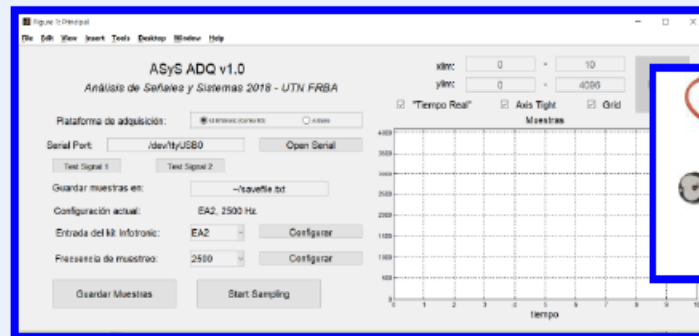 Figure 1: Principal
File Edit View Insert Tools Desktop Window Help
ASyS ADQ v1.0
Análisis de Señales y Sistemas 2018 - UTN FRBA
Plataforma de adquisición:
Serial Port: /dev/ttyUSB0 Open Serial
Test Signal 1 Test Signal 2
Guardar muestras en: ~/savefile.txt
Configuración actual: EA2, 2500 Hz.
Entrada del kit Infotronic: EA2 Configurar
Frecuencia de muestreo: 2500 Configurar
Guardar Muestras Start Sampling
xlim: 0 - 10
ylim: 0 - 4096
"Tiempo Real" Axis Tight Grid
Muestras
4000
3500
3000
2500
2000
1500
1000
500
0 1 2 3 4 5 6 7 8 9 10
tiempo